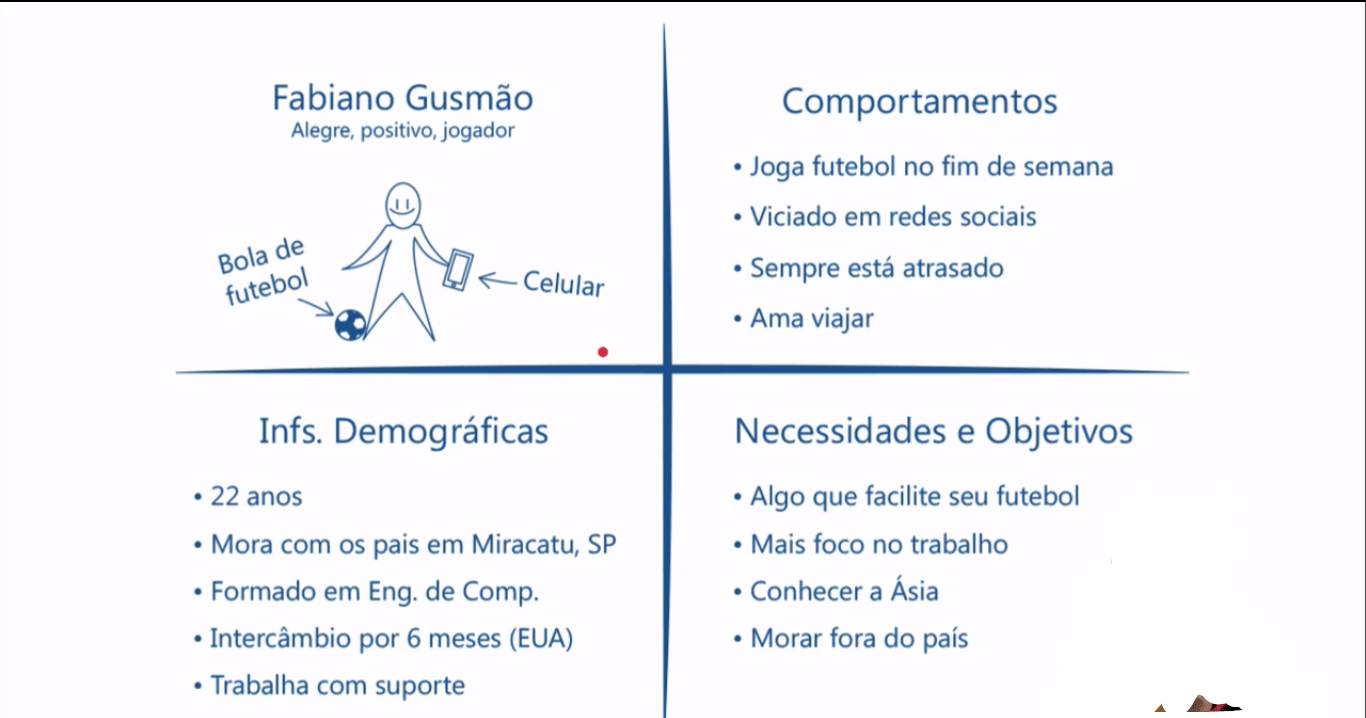 Fabiano Gusmão
Alegre, positivo, jogador
Bola de
futebol
Celular
Comportamentos
• Joga futebol no fim de semana
• Viciado em redes sociais
• Sempre está atrasado
• Ama viajar
Infs. Demográficas
• 22 anos
• Mora com os pais em Miracatu, SP
• Formado em Eng. de Comp.
• Intercâmbio por 6 meses (EUA)
• Trabalha com suporte
Necessidades e Objetivos
• Algo que facilite seu futebol
• Mais foco no trabalho
• Conhecer a Ásia
• Morar fora do país